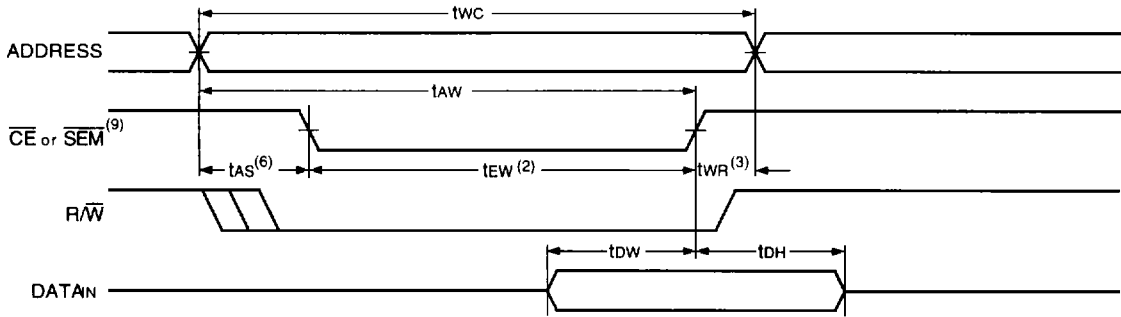 tWC
ADDRESS
tAW
CE or SEM(9)
tAS(6)
tEW(2)
tWR(3)
R/W
tDW
tDH
DATAIN